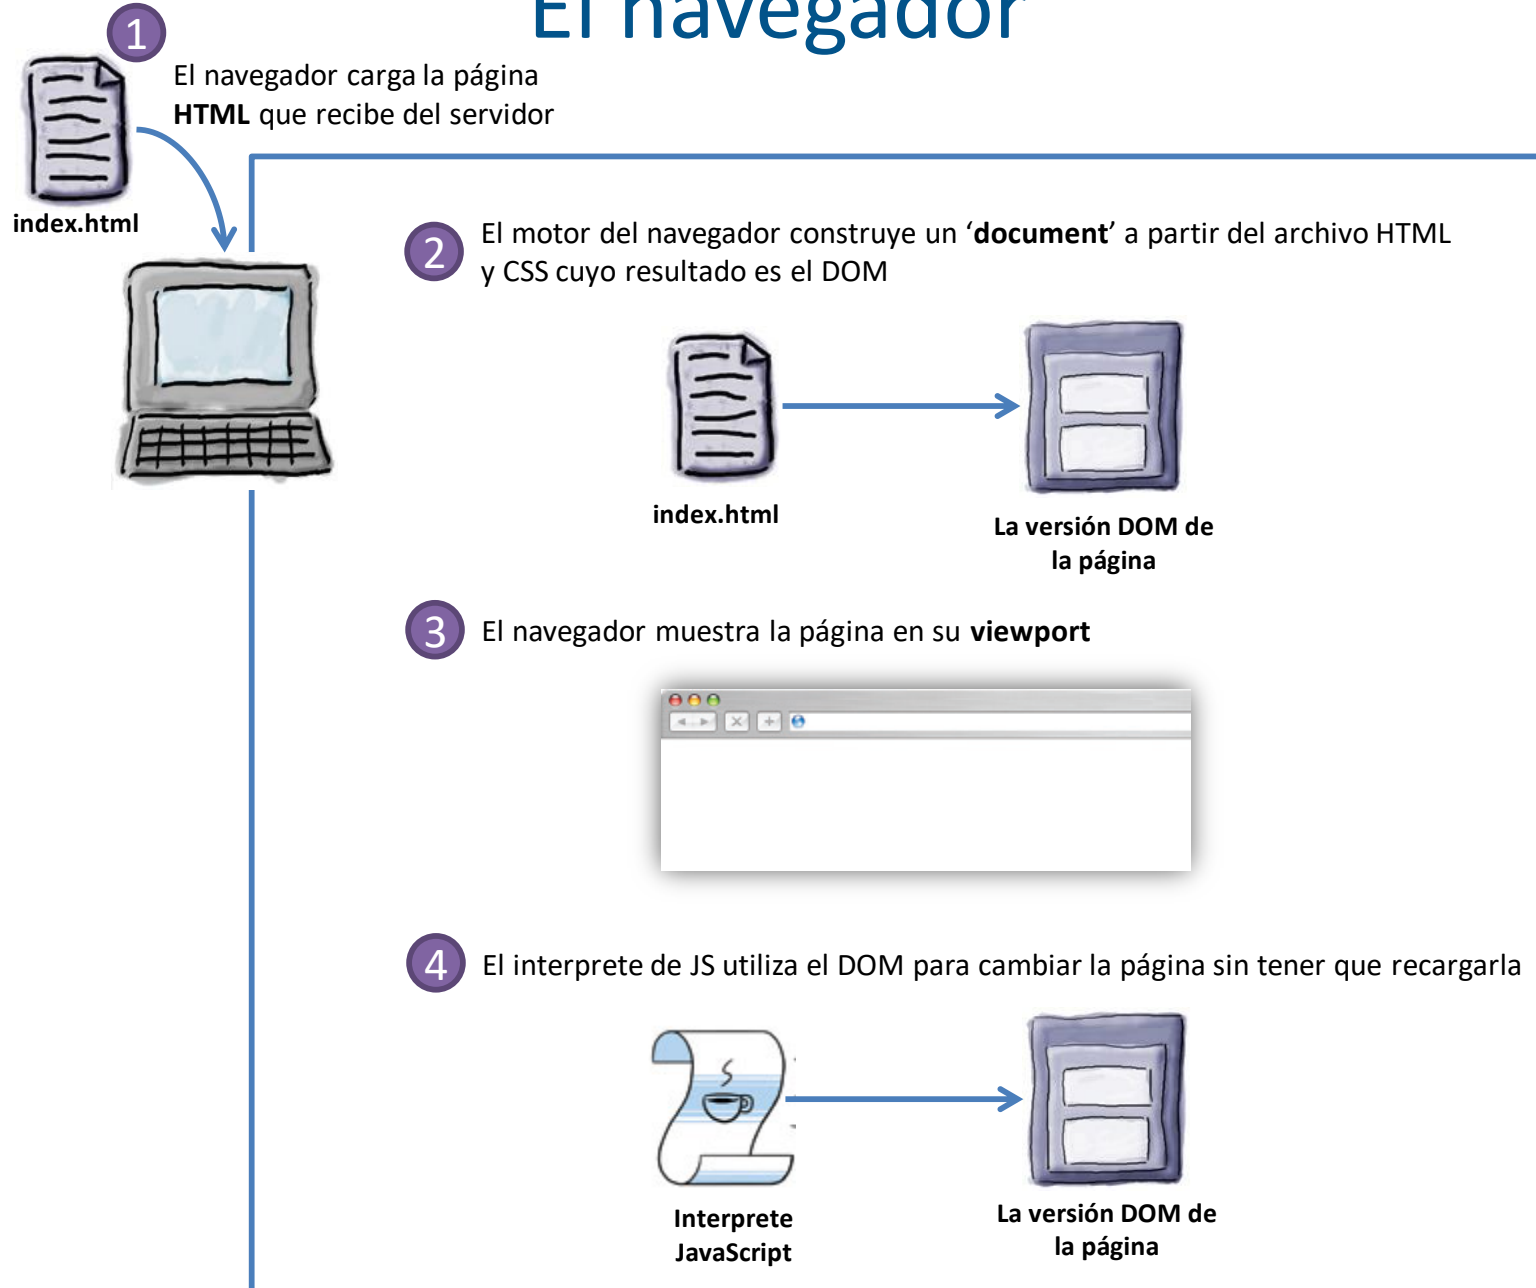 El navegador
1
El navegador carga la página
HTML que recibe del servidor
index.html
2
El motor del navegador construye un ‘document’ a partir del archivo HTML
y CSS cuyo resultado es el DOM
index.html
La versión DOM de
la página
3
El navegador muestra la página en su viewport
4
El interprete de JS utiliza el DOM para cambiar la página sin tener que recargarla
Interprete
JavaScript
La versión DOM de
la página